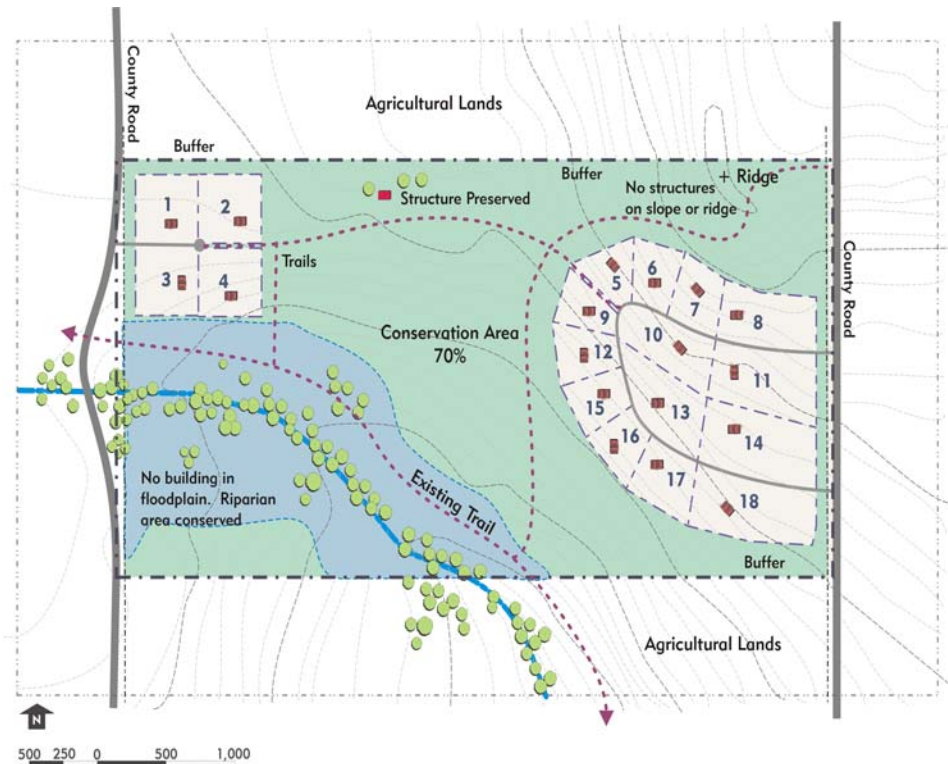 County Road
Agricultural Lands
Buffer
Buffer
+ Ridge
No structures
on slope or ridge
Structure Preserved
1
2
3
4
Trails
County Road
5
6
7
8
9
10
11
12
13
14
15
16
17
18
Conservation Area
70%
No building in
floodplain. Riparian
area conserved
Existing Trail
Buffer
Agricultural Lands
N
500 250 0 500 1,000